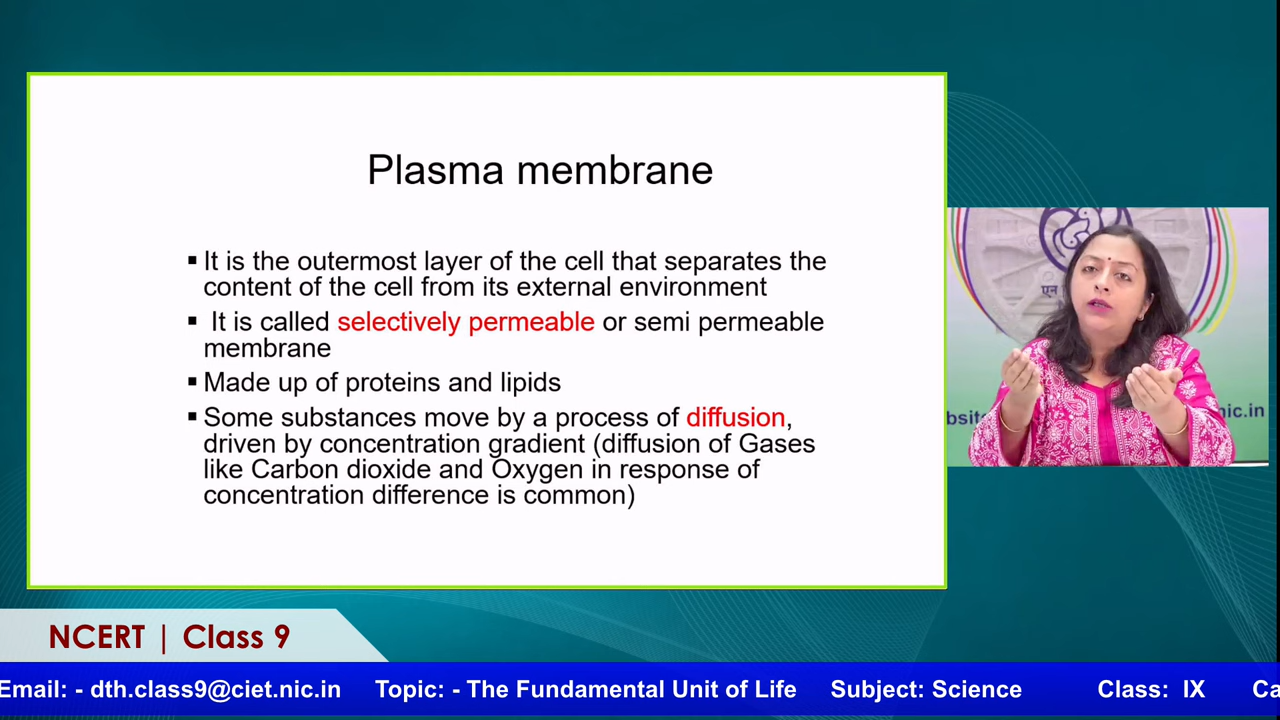 Plasma membrane
▪ It is the outermost layer of the cell that separates the
content of the cell from its external environment
▪ It is called selectively permeable or semi permeable
membrane
▪ Made up of proteins and lipids
▪ Some substances move by a process of diffusion,
driven by concentration gradient (diffusion of Gases
like Carbon dioxide and Oxygen in response of
concentration difference is common)
एन
nic.in
NCERT | Class 9
Email: - dth.class9@ciet.nic.in Topic: - The Fundamental Unit of Life Subject: Science Class: IX